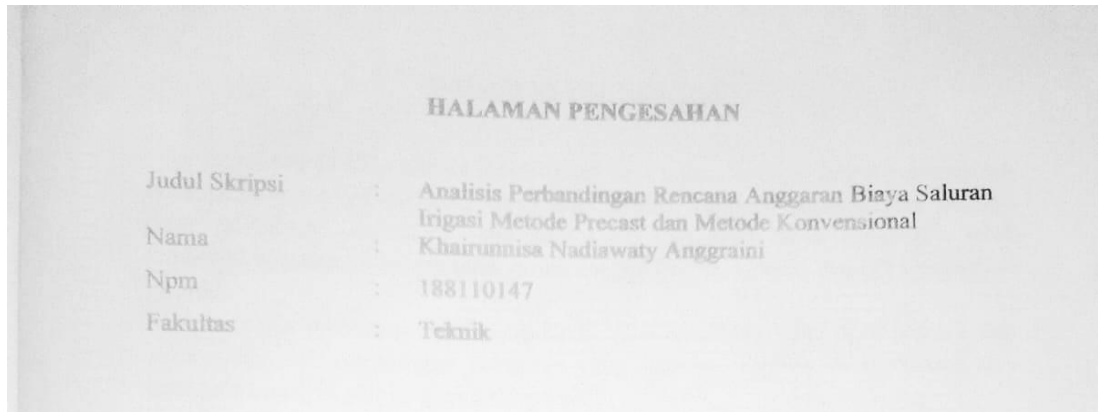 HALAMAN PENGESAHAN
Judul Skripsi : Analisis Perbandingan Rencana Anggaran Biaya Saluran
Irigasi Metode Precast dan Metode Konvensional
Nama : Khairunnisa Nadiawaty Anggraini
Npm : 188110147
Fakultas : Teknik